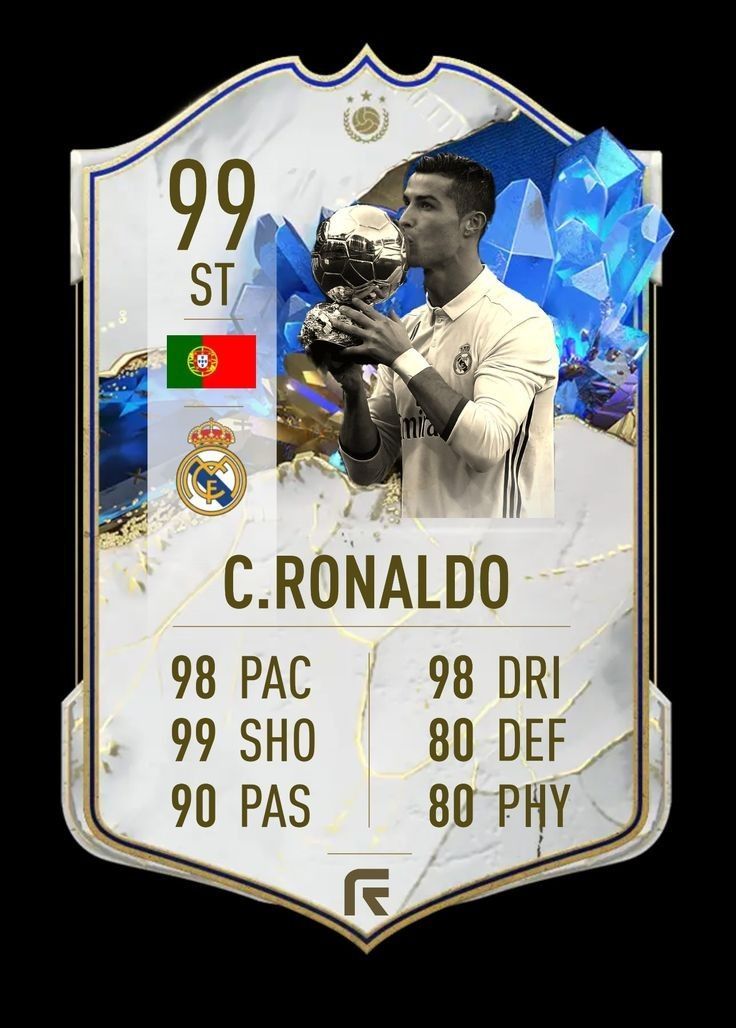 99
ST
C.RONALDO
98 PAC
99 SHO
90 PAS
98 DRI
80 DEF
80 PHY